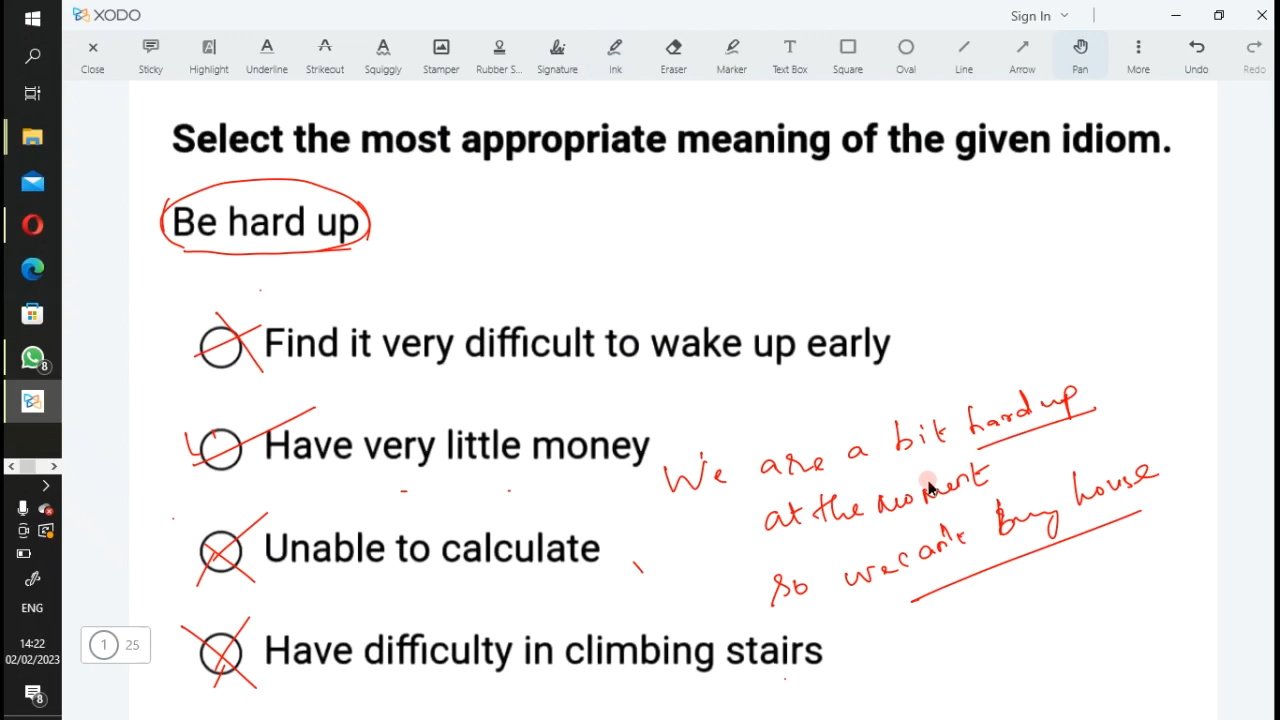 XODO
Sign In
Close Sticky Highlight Underline Strikeout Squiggly Stamper Rubber S... Signature Ink Eraser Marker Text Box Square Oval Line Arrow Pan More Undo Redo
Select the most appropriate meaning of the given idiom.
Be hard up
Find it very difficult to wake up early
Have very little money
We are a bit hard up
at the moment
so we can't buy house
Unable to calculate
Have difficulty in climbing stairs
1 25
8
ENG
14:22
02/02/2023
8